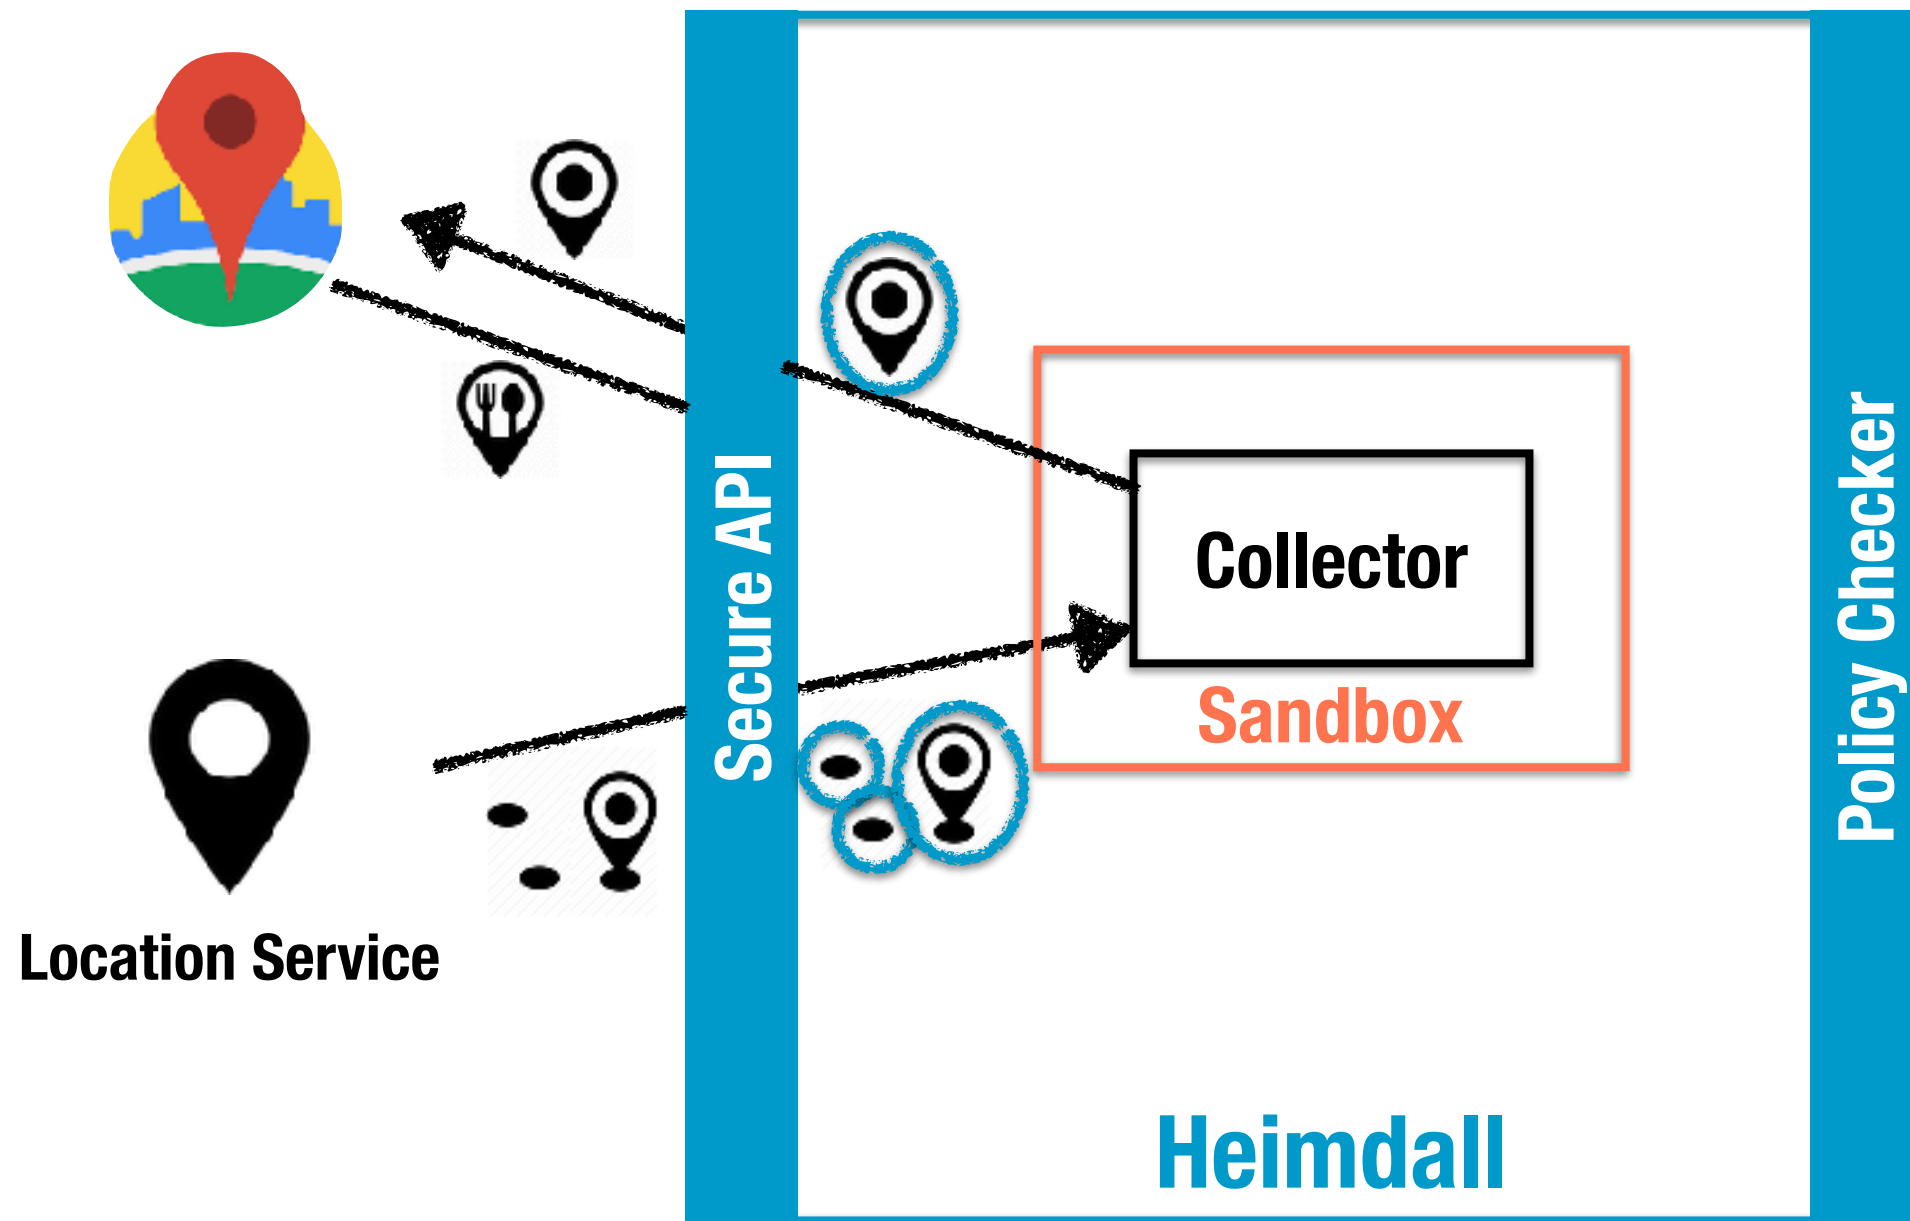 Location Service
Secure API
Collector
Sandbox
Heimdall
Policy Checker